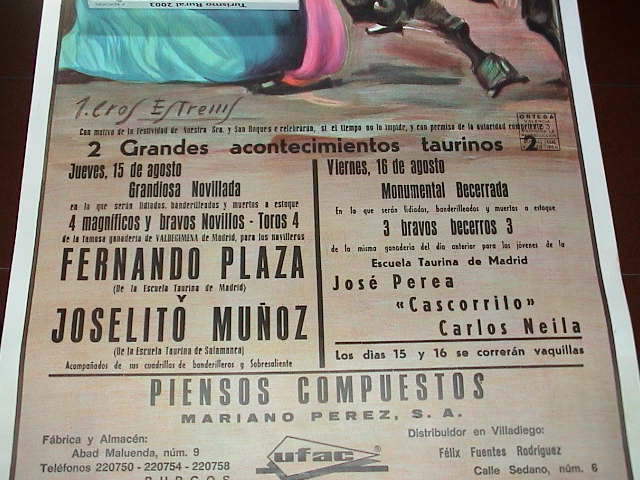 Turismo Rural 2003
J. Cros Estrems
Con motivo de la Festividad de Nuestra Sra. y San Roque se celebrarán, si el tiempo no lo impide, y con permiso de la autoridad competente
ORTEGA
VALENCIA
2 Grandes acontecimientos taurinos 2
Jueves, 15 de agosto
Grandiosa Novillada
en la que serán lidiados, banderilleados y muertos a estoque
4 magníficos y bravos Novillos - Toros 4
de la famosa ganadería de VALDEGEMENA de Madrid, para los novilleros
FERNANDO PLAZA
(De la Escuela Taurina de Madrid)
Y
JOSELITO MUÑOZ
(De la Escuela Taurina de Salamanca)
Acompañados de sus cuadrillas de banderilleros y Sobresaliente
Viernes, 16 de agosto
Monumental Becerrada
En la que serán lidiados, banderilleados y muertos a estoque
3 bravos becerros 3
de la misma ganadería del día anterior para los jóvenes de la
Escuela Taurina de Madrid
José Perea
«Cascorrilo»
Carlos Neila
Los días 15 y 16 se correrán vaquillas
PIENSOS COMPUESTOS
MARIANO PEREZ, S. A.
Fábrica y Almacén:
Abad Maluenda, núm. 9
Teléfonos 220750 - 220754 - 220758
BURGOS
ufac
Distribuidor en Villadiego:
Félix Fuentes Rodríguez
Calle Sedano, núm. 6